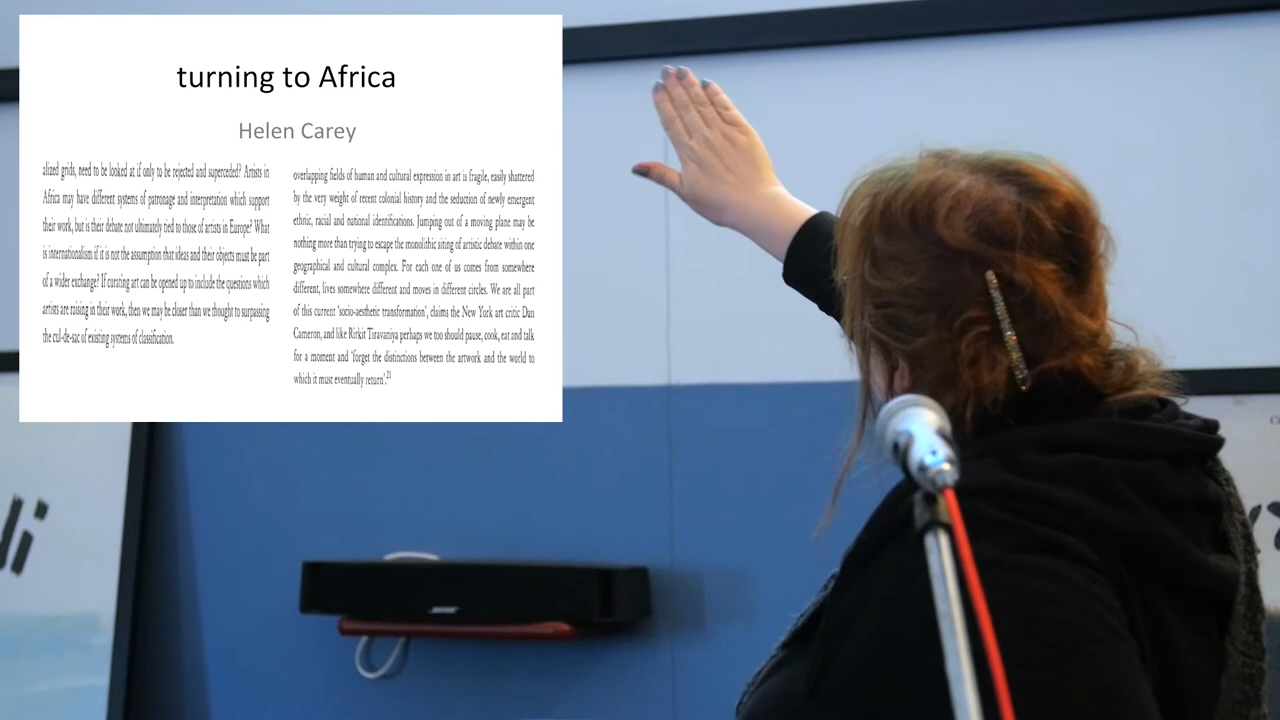 turning to Africa
Helen Carey
alized grids, need to be looked at if only to be rejected and superceded? Artists in
Africa may have different systems of patronage and interpretation which support
their work, but is their debate not ultimately tied to those of artists in Europe? What
is internationalism if it is not the assumption that ideas and their objects must be part
of a wider exchange? If curating art can be opened up to include the questions which
artists are raising in their work, then we may be closer than we thought to surpassing
the cul-de-sac of existing systems of classification.
overlapping fields of human and cultural expression in art is fragile, easily shattered
by the very weight of recent colonial history and the seduction of newly emergent
ethnic, racial and national identifications. Jumping out of a moving plane may be
nothing more than trying to escape the monolithic siting of artistic debate within one
geographical and cultural complex. For each one of us comes from somewhere
different, lives somewhere different and moves in different circles. We are all part
of this current 'socio-aesthetic transformation', claims the New York art critic Dan
Cameron, and like Rirkit Tiravaniya perhaps we too should pause, cook, eat and talk
for a moment and 'forget the distinctions between the artwork and the world to
which it must eventually return'.21
BOSE